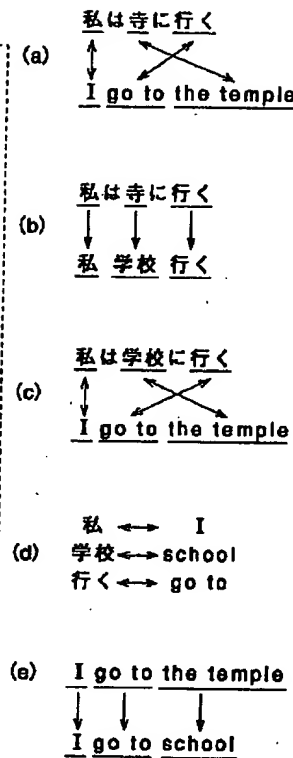 私は寺に行く
(a)
I go to the temple
私は寺に行く
(b)
私 学校 行く
私は学校に行く
(c)
I go to the temple
私 ↔ I
(d) 学校 ↔ school
行く ↔ go to
(e) I go to the temple
I go to school